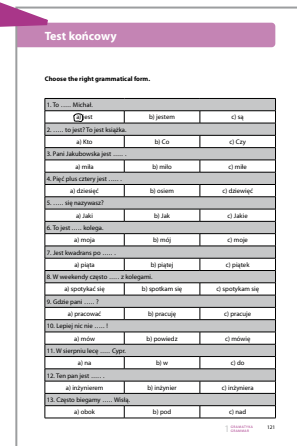 Test końcowy
Choose the right grammatical form.
1. To ...... Michał.
a) jest b) jestem c) są
2. ...... to jest? To jest książka.
a) Kto b) Co c) Czy
3. Pani Jakubowska jest ...... .
a) miła b) miło c) miłe
4. Pięć plus cztery jest ...... .
a) dziesięć b) osiem c) dziewięć
5. ...... się nazywasz?
a) Jaki b) Jak c) Jakie
6. To jest ...... kolega.
a) moja b) mój c) moje
7. Jest kwadrans po ...... .
a) piąta b) piątej c) piątek
8. W weekendy często ...... z kolegami.
a) spotykać się b) spotkam się c) spotykam się
9. Gdzie pani ...... ?
a) pracować b) pracuję c) pracuje
10. Lepiej nic nie ...... !
a) mów b) powiedz c) mówię
11. W sierpniu lecę ...... Cypr.
a) na b) w c) do
12. Ten pan jest ...... .
a) inżynierem b) inżynier c) inżyniera
13. Często biegamy ...... Wisłą.
a) obok b) pod c) nad
GRAMATYKA
GRAMMAR
121